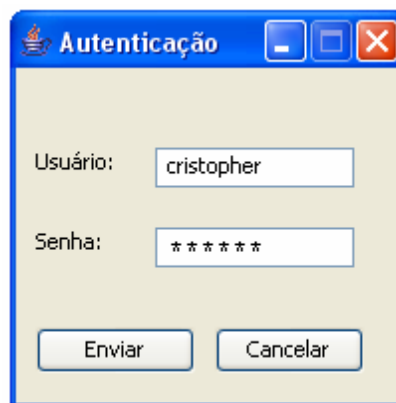 Autenticação
Usuário: cristopher
Senha: ******
Enviar Cancelar